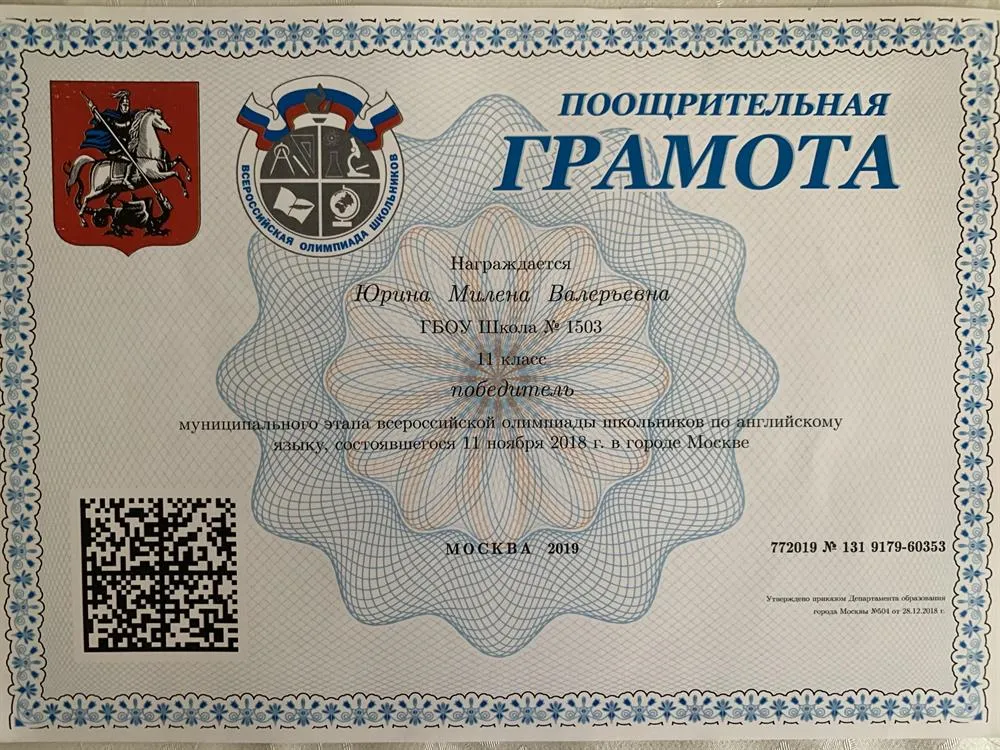 ВСЕРОССИЙСКАЯ ОЛИМПИАДА ШКОЛЬНИКОВ
ПООЩРИТЕЛЬНАЯ
ГРАМОТА
Награждается
Юрина Милена Валерьевна
ГБОУ Школа № 1503
11 класс
победитель
муниципального этапа всероссийской олимпиады школьников по английскому
языку, состоявшегося 11 ноября 2018 г. в городе Москве
МОСКВА 2019
772019 № 131 9179-60353
Утверждено приказом Департамента образования
города Москвы №504 от 28.12.2018 г.